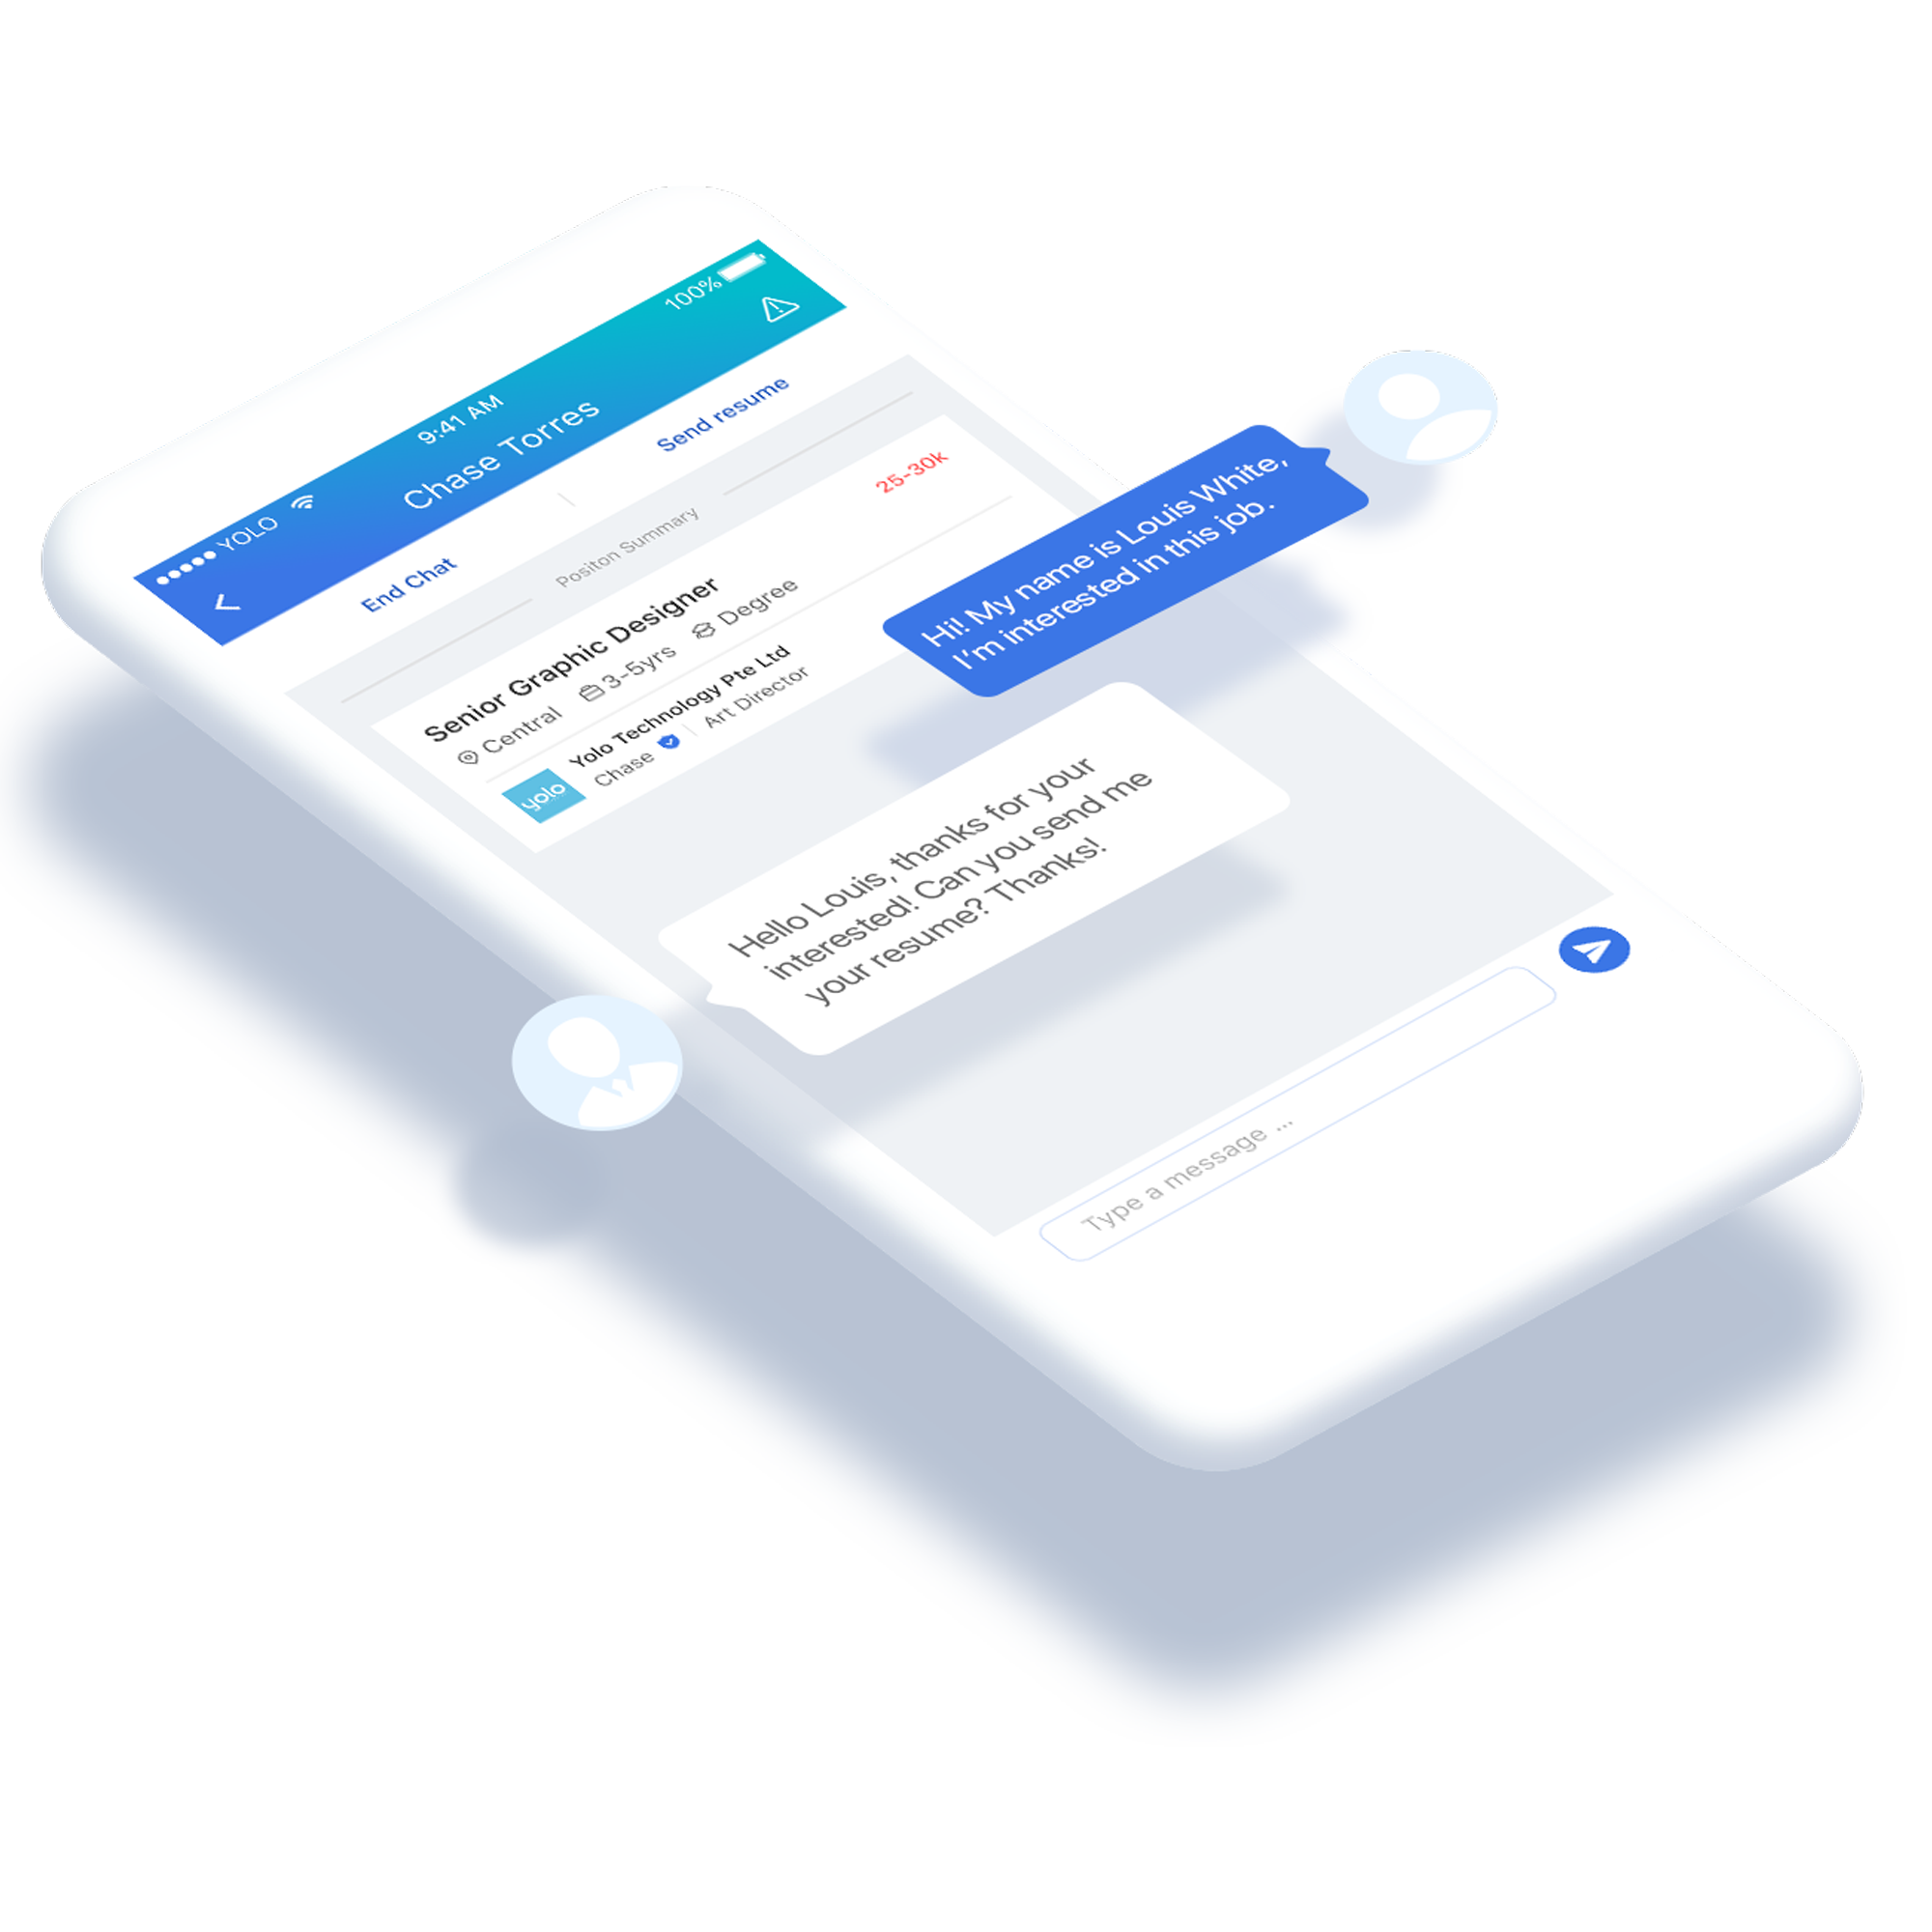 YOLO 9:41 AM 100%
Chase Torres
End Chat | Send resume
Positon Summary
Senior Graphic Designer 25-30k
Central 3-5yrs Degree
yolo
Yolo Technology Pte Ltd
Chase | Art Director
Hi! My name is Louis White,
I'm interested in this job.
Hello Louis, thanks for your
interested! Can you send me
your resume? Thanks!
Type a message ...